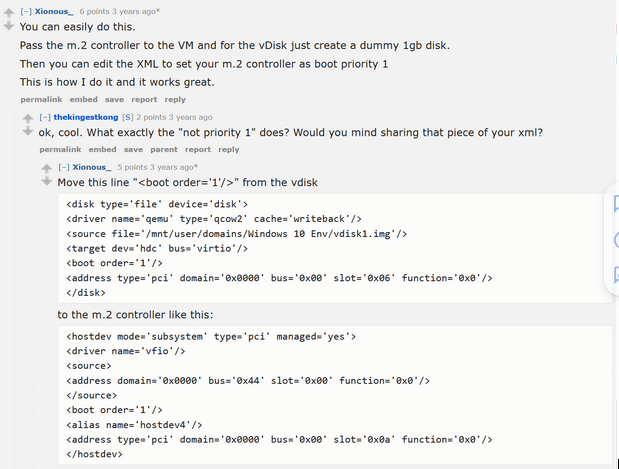 [–] Xionous_ 6 points 3 years ago*
You can easily do this.
Pass the m.2 controller to the VM and for the vDisk just create a dummy 1gb disk.
Then you can edit the XML to set your m.2 controller as boot priority 1
This is how I do it and it works great.
permalink embed save report reply
[–] thekingestkong [S] 2 points 3 years ago
ok, cool. What exactly the "not priority 1" does? Would you mind sharing that piece of your xml?
permalink embed save parent report reply
[–] Xionous_ 5 points 3 years ago*
Move this line "<boot order='1'/>" from the vdisk
<disk type='file' device='disk'>
<driver name='qemu' type='qcow2' cache='writeback'/>
<source file='/mnt/user/domains/Windows 10 Env/vdisk1.img'/>
<target dev='hdc' bus='virtio'/>
<boot order='1'/>
<address type='pci' domain='0x0000' bus='0x00' slot='0x06' function='0x0'/>
</disk>
to the m.2 controller like this:
<hostdev mode='subsystem' type='pci' managed='yes'>
<driver name='vfio'/>
<source>
<address domain='0x0000' bus='0x44' slot='0x00' function='0x0'/>
</source>
<boot order='1'/>
<alias name='hostdev4'/>
<address type='pci' domain='0x0000' bus='0x00' slot='0x0a' function='0x0'/>
</hostdev>